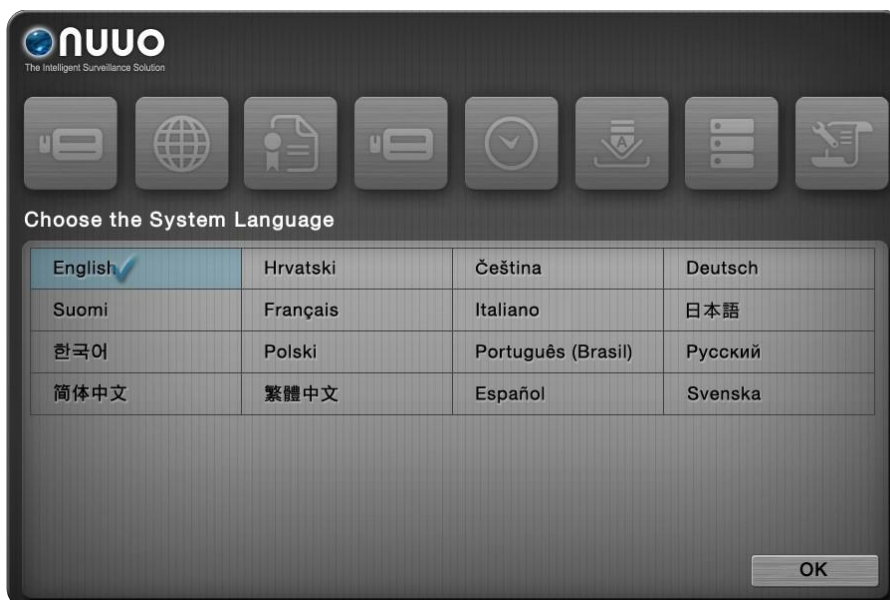 nuuo
The Intelligent Surveillance Solution
A
Choose the System Language
English Hrvatski Čeština Deutsch
Suomi Français Italiano 日本語
한국어 Polski Português (Brasil) Русский
简体中文 繁體中文 Español Svenska
OK